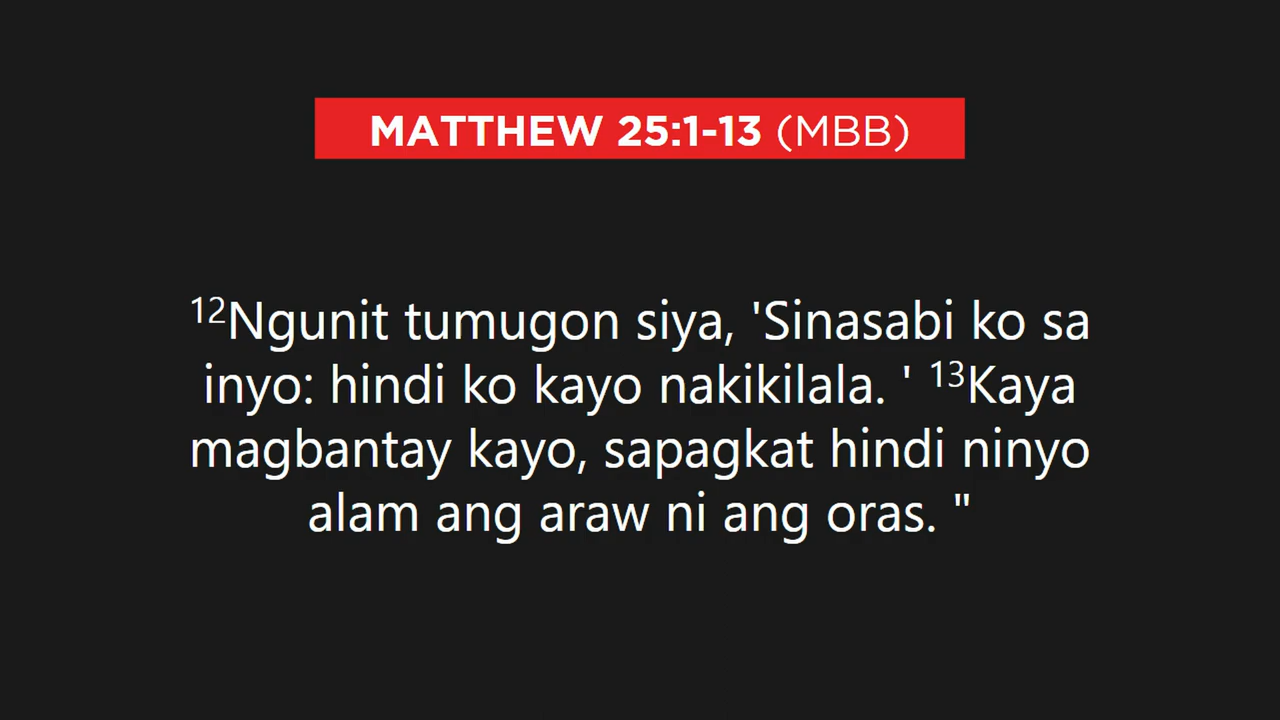 MATTHEW 25:1-13 (MBB)
¹²Ngunit tumugon siya, 'Sinasabi ko sa
inyo: hindi ko kayo nakikilala. ' ¹³Kaya
magbantay kayo, sapagkat hindi ninyo
alam ang araw ni ang oras. "